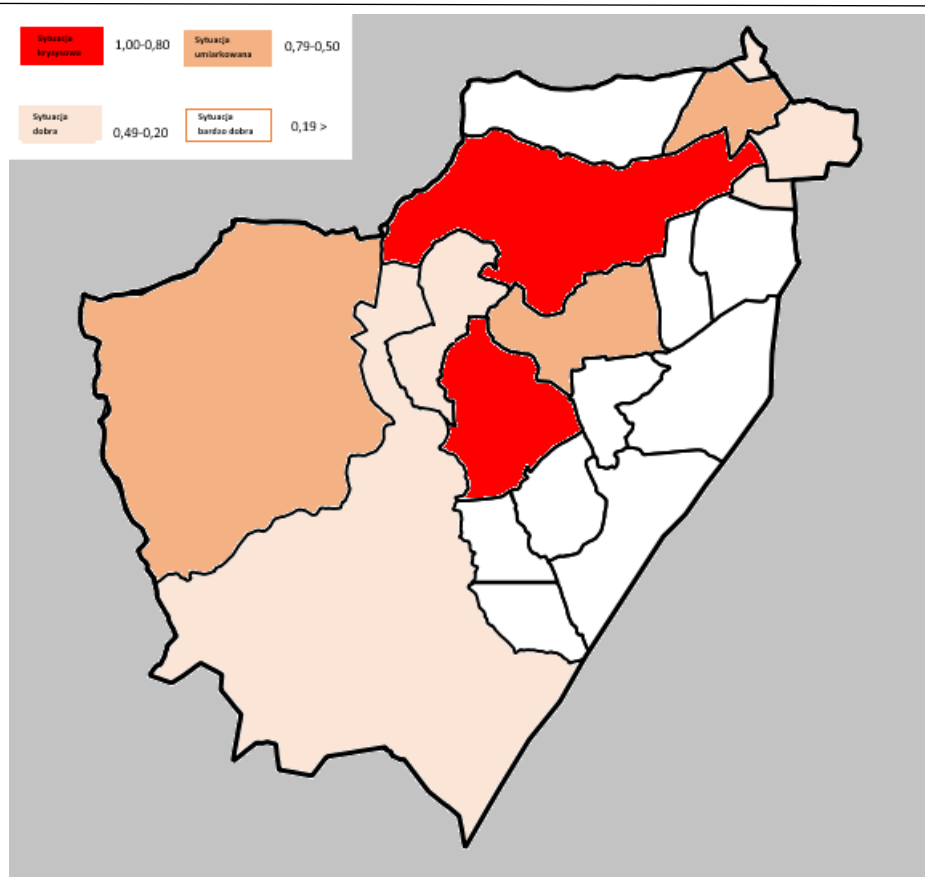 Sytuacja
kryzysowa
1,00-0,80
Sytuacja
umiarkowana
0,79-0,50
Sytuacja
dobra
0,49-0,20
Sytuacja
bardzo dobra
0,19 >